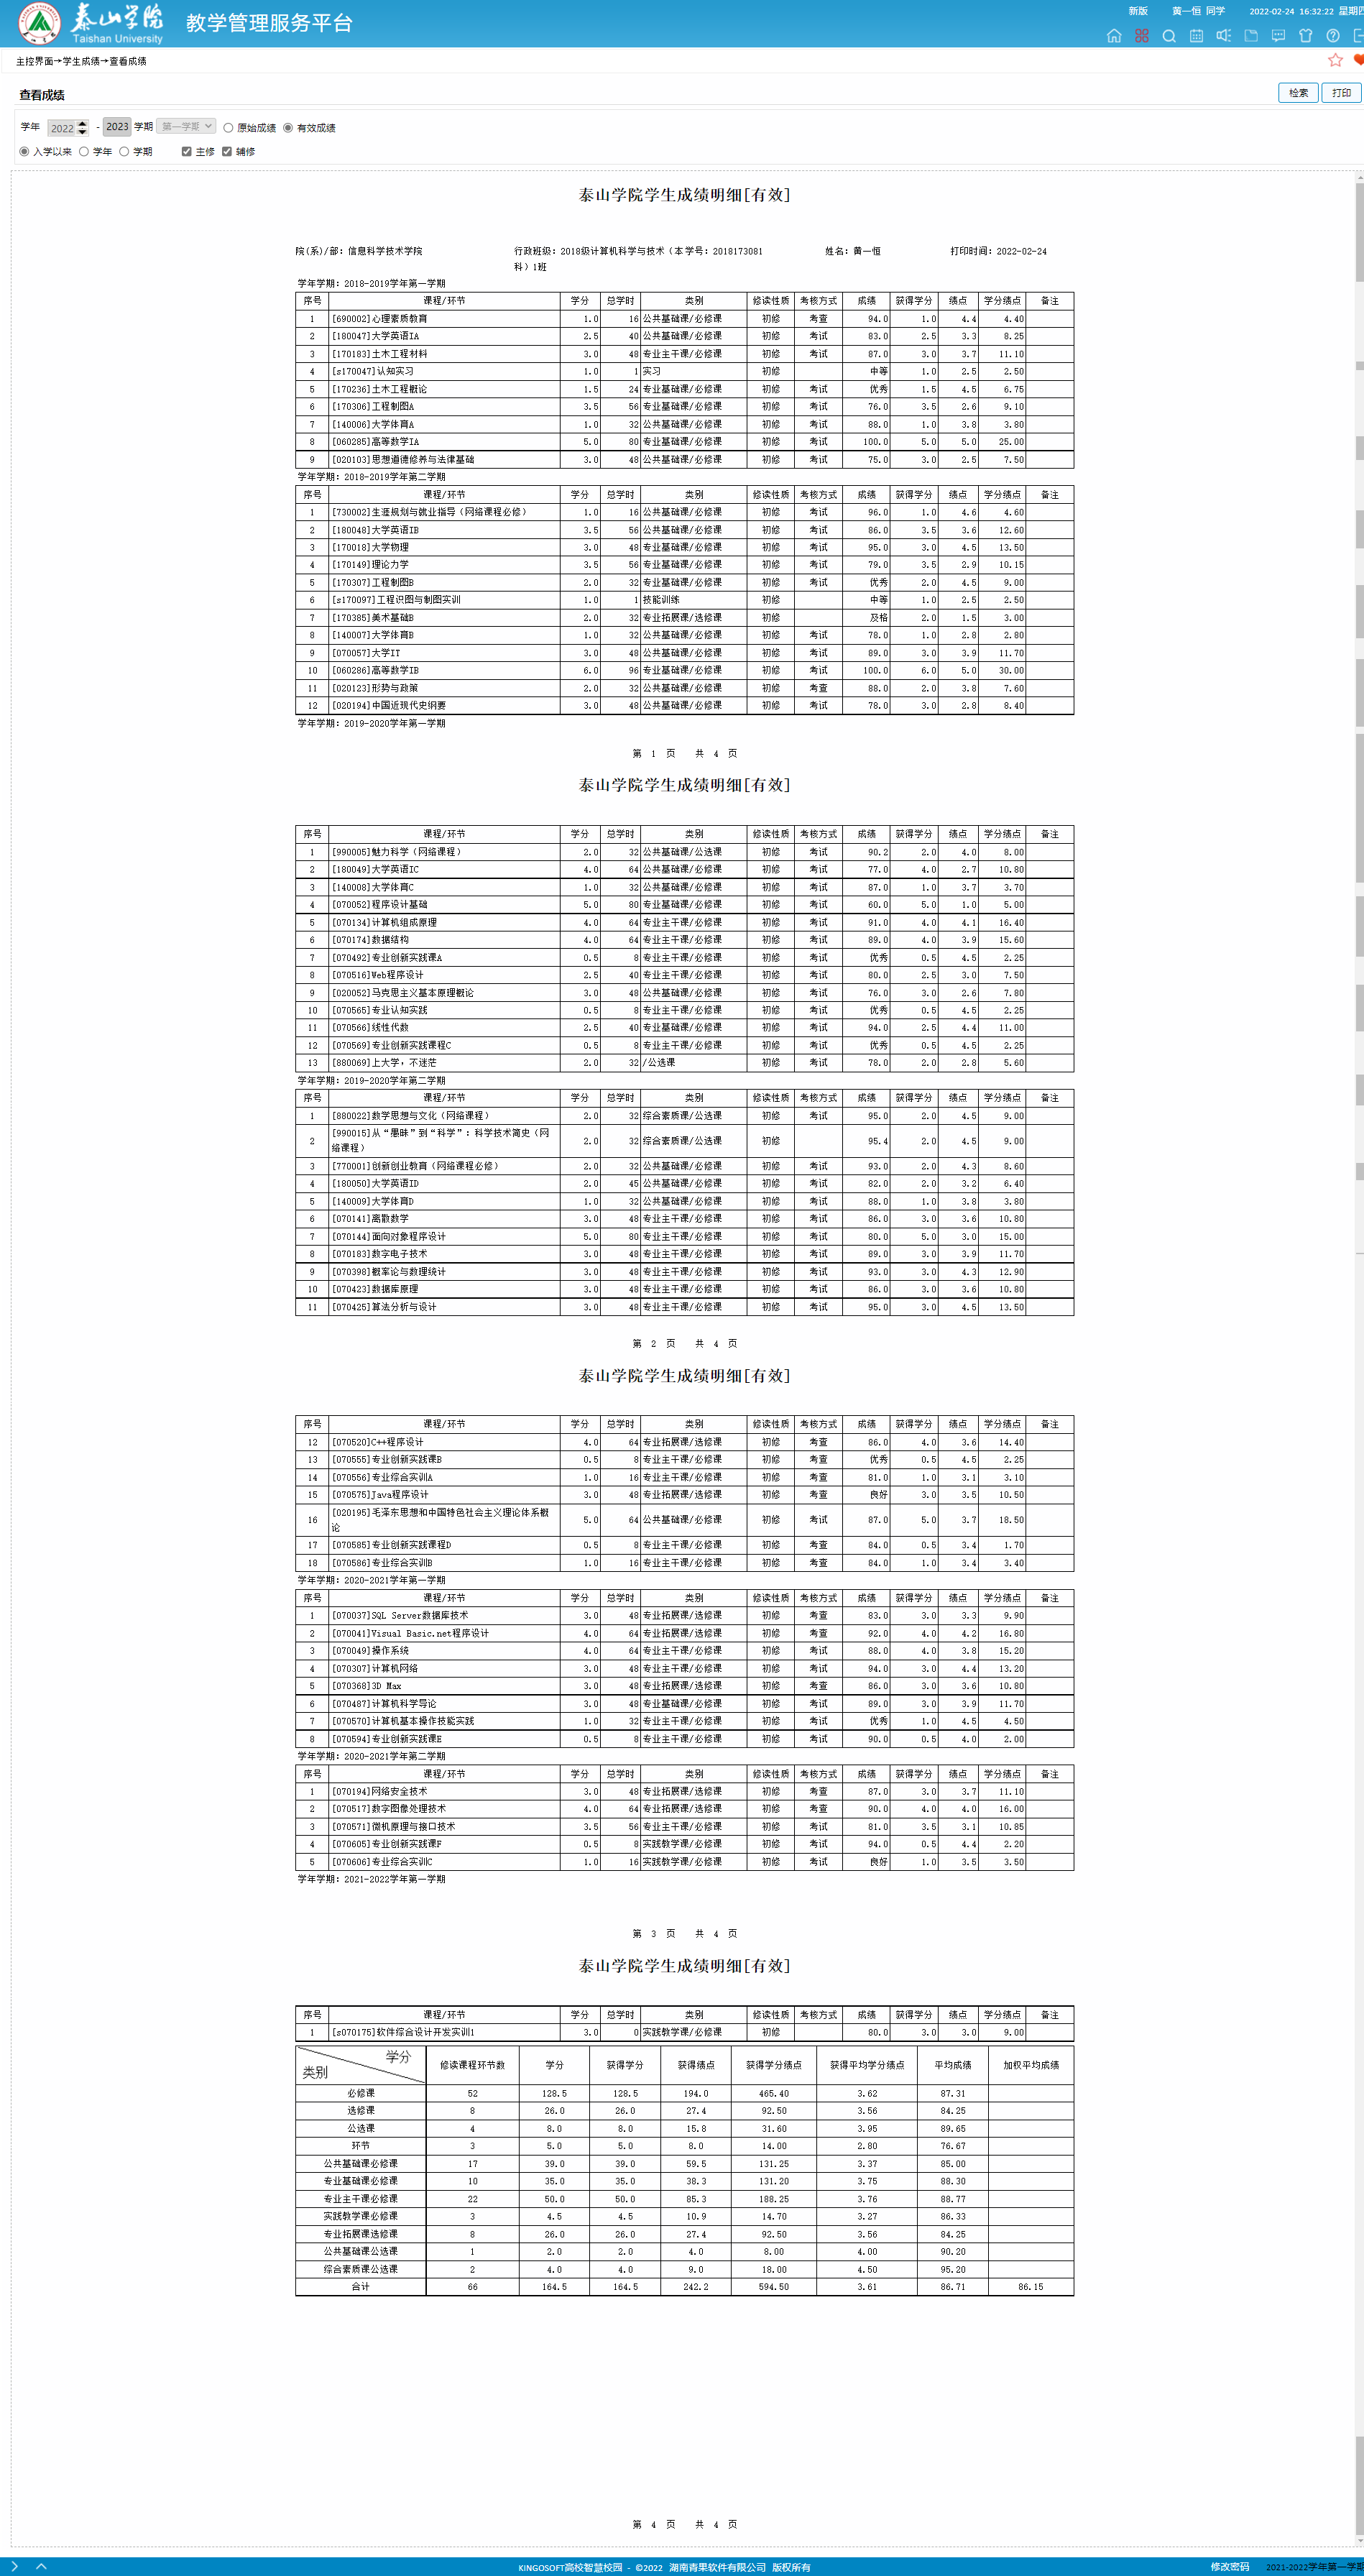 泰山学院 Taishan University 教学管理服务平台 新版 黄一恒 同学 2022-02-24 16:32:22 星期四
主控界面→学生成绩→查看成绩
查看成绩 检索 打印
学年 2022 - 2023 学期 第一学期 原始成绩 有效成绩
入学以来 学年 学期 主修 辅修
泰山学院学生成绩明细[有效]
院(系)/部：信息科学技术学院 行政班级：2018级计算机科学与技术（本科）1班 学号：2018173081 姓名：黄一恒 打印时间：2022-02-24
学年学期：2018-2019学年第一学期
序号 课程/环节 学分 总学时 类别 修读性质 考核方式 成绩 获得学分 绩点 学分绩点 备注
1 [690002]心理素质教育 1.0 16 公共基础课/必修课 初修 考查 94.0 1.0 4.4 4.40
2 [180047]大学英语IA 2.5 40 公共基础课/必修课 初修 考试 83.0 2.5 3.3 8.25
3 [170183]土木工程材料 3.0 48 专业主干课/必修课 初修 考试 87.0 3.0 3.7 11.10
4 [s170047]认知实习 1.0 1 实习 初修 中等 1.0 2.5 2.50
5 [170236]土木工程概论 1.5 24 专业基础课/必修课 初修 考试 优秀 1.5 4.5 6.75
6 [170306]工程制图A 3.5 56 专业基础课/必修课 初修 考试 76.0 3.5 2.6 9.10
7 [140006]大学体育A 1.0 32 公共基础课/必修课 初修 考试 88.0 1.0 3.8 3.80
8 [060285]高等数学IA 5.0 80 专业基础课/必修课 初修 考试 100.0 5.0 5.0 25.00
9 [020103]思想道德修养与法律基础 3.0 48 公共基础课/必修课 初修 考试 75.0 3.0 2.5 7.50
学年学期：2018-2019学年第二学期
序号 课程/环节 学分 总学时 类别 修读性质 考核方式 成绩 获得学分 绩点 学分绩点 备注
1 [730002]生涯规划与就业指导（网络课程必修） 1.0 16 公共基础课/必修课 初修 考试 96.0 1.0 4.6 4.60
2 [180048]大学英语IB 3.5 56 公共基础课/必修课 初修 考试 86.0 3.5 3.6 12.60
3 [170018]大学物理 3.0 48 专业基础课/必修课 初修 考试 95.0 3.0 4.5 13.50
4 [170149]理论力学 3.5 56 专业基础课/必修课 初修 考试 79.0 3.5 2.9 10.15
5 [170307]工程制图B 2.0 32 专业基础课/必修课 初修 考试 优秀 2.0 4.5 9.00
6 [s170097]工程识图与制图实训 1.0 1 技能训练 初修 中等 1.0 2.5 2.50
7 [170385]美术基础B 2.0 32 专业拓展课/选修课 初修 及格 2.0 1.5 3.00
8 [140007]大学体育B 1.0 32 公共基础课/必修课 初修 考试 78.0 1.0 2.8 2.80
9 [070057]大学IT 3.0 48 公共基础课/必修课 初修 考试 89.0 3.0 3.9 11.70
10 [060286]高等数学IB 6.0 96 专业基础课/必修课 初修 考试 100.0 6.0 5.0 30.00
11 [020123]形势与政策 2.0 32 公共基础课/必修课 初修 考查 88.0 2.0 3.8 7.60
12 [020194]中国近现代史纲要 3.0 48 公共基础课/必修课 初修 考试 78.0 3.0 2.8 8.40
学年学期：2019-2020学年第一学期
第 1 页 共 4 页
泰山学院学生成绩明细[有效]
序号 课程/环节 学分 总学时 类别 修读性质 考核方式 成绩 获得学分 绩点 学分绩点 备注
1 [990005]魅力科学（网络课程） 2.0 32 公共基础课/公选课 初修 考试 90.2 2.0 4.0 8.00
2 [180049]大学英语IC 4.0 64 公共基础课/必修课 初修 考试 77.0 4.0 2.7 10.80
3 [140008]大学体育C 1.0 32 公共基础课/必修课 初修 考试 87.0 1.0 3.7 3.70
4 [070052]程序设计基础 5.0 80 专业基础课/必修课 初修 考试 60.0 5.0 1.0 5.00
5 [070134]计算机组成原理 4.0 64 专业主干课/必修课 初修 考试 91.0 4.0 4.1 16.40
6 [070174]数据结构 4.0 64 专业主干课/必修课 初修 考试 89.0 4.0 3.9 15.60
7 [070492]专业创新实践课A 0.5 8 专业主干课/必修课 初修 考试 优秀 0.5 4.5 2.25
8 [070516]Web程序设计 2.5 40 专业主干课/必修课 初修 考试 80.0 2.5 3.0 7.50
9 [020052]马克思主义基本原理概论 3.0 48 公共基础课/必修课 初修 考试 76.0 3.0 2.6 7.80
10 [070565]专业认知实践 0.5 8 专业主干课/必修课 初修 考试 优秀 0.5 4.5 2.25
11 [070566]线性代数 2.5 40 专业基础课/必修课 初修 考试 94.0 2.5 4.4 11.00
12 [070569]专业创新实践课程C 0.5 8 专业主干课/必修课 初修 考试 优秀 0.5 4.5 2.25
13 [880069]上大学，不迷茫 2.0 32 /公选课 初修 考试 78.0 2.0 2.8 5.60
学年学期：2019-2020学年第二学期
序号 课程/环节 学分 总学时 类别 修读性质 考核方式 成绩 获得学分 绩点 学分绩点 备注
1 [880022]数学思想与文化（网络课程） 2.0 32 综合素质课/公选课 初修 考试 95.0 2.0 4.5 9.00
2 [990015]从“愚昧”到“科学”：科学技术简史（网络课程） 2.0 32 综合素质课/公选课 初修 95.4 2.0 4.5 9.00
3 [770001]创新创业教育（网络课程必修） 2.0 32 公共基础课/必修课 初修 考试 93.0 2.0 4.3 8.60
4 [180050]大学英语ID 2.0 45 公共基础课/必修课 初修 考试 82.0 2.0 3.2 6.40
5 [140009]大学体育D 1.0 32 公共基础课/必修课 初修 考试 88.0 1.0 3.8 3.80
6 [070141]离散数学 3.0 48 专业主干课/必修课 初修 考试 86.0 3.0 3.6 10.80
7 [070144]面向对象程序设计 5.0 80 专业主干课/必修课 初修 考试 80.0 5.0 3.0 15.00
8 [070183]数字电子技术 3.0 48 专业主干课/必修课 初修 考试 89.0 3.0 3.9 11.70
9 [070398]概率论与数理统计 3.0 48 专业主干课/必修课 初修 考试 93.0 3.0 4.3 12.90
10 [070423]数据库原理 3.0 48 专业主干课/必修课 初修 考试 86.0 3.0 3.6 10.80
11 [070425]算法分析与设计 3.0 48 专业主干课/必修课 初修 考试 95.0 3.0 4.5 13.50
第 2 页 共 4 页
泰山学院学生成绩明细[有效]
序号 课程/环节 学分 总学时 类别 修读性质 考核方式 成绩 获得学分 绩点 学分绩点 备注
12 [070520]C++程序设计 4.0 64 专业拓展课/选修课 初修 考查 86.0 4.0 3.6 14.40
13 [070555]专业创新实践课B 0.5 8 专业主干课/必修课 初修 考查 优秀 0.5 4.5 2.25
14 [070556]专业综合实训A 1.0 16 专业主干课/必修课 初修 考查 81.0 1.0 3.1 3.10
15 [070575]Java程序设计 3.0 48 专业拓展课/选修课 初修 考查 良好 3.0 3.5 10.50
16 [020195]毛泽东思想和中国特色社会主义理论体系概论 5.0 64 公共基础课/必修课 初修 考试 87.0 5.0 3.7 18.50
17 [070585]专业创新实践课程D 0.5 8 专业主干课/必修课 初修 考查 84.0 0.5 3.4 1.70
18 [070586]专业综合实训B 1.0 16 专业主干课/必修课 初修 考查 84.0 1.0 3.4 3.40
学年学期：2020-2021学年第一学期
序号 课程/环节 学分 总学时 类别 修读性质 考核方式 成绩 获得学分 绩点 学分绩点 备注
1 [070037]SQL Server数据库技术 3.0 48 专业拓展课/选修课 初修 考查 83.0 3.0 3.3 9.90
2 [070041]Visual Basic.net程序设计 4.0 64 专业拓展课/选修课 初修 考查 92.0 4.0 4.2 16.80
3 [070049]操作系统 4.0 64 专业主干课/必修课 初修 考试 88.0 4.0 3.8 15.20
4 [070307]计算机网络 3.0 48 专业主干课/必修课 初修 考试 94.0 3.0 4.4 13.20
5 [070368]3D Max 3.0 48 专业拓展课/选修课 初修 考查 86.0 3.0 3.6 10.80
6 [070487]计算机科学导论 3.0 48 专业基础课/必修课 初修 考试 89.0 3.0 3.9 11.70
7 [070570]计算机基本操作技能实践 1.0 32 专业主干课/必修课 初修 考试 优秀 1.0 4.5 4.50
8 [070594]专业创新实践课E 0.5 8 专业主干课/必修课 初修 考试 90.0 0.5 4.0 2.00
学年学期：2020-2021学年第二学期
序号 课程/环节 学分 总学时 类别 修读性质 考核方式 成绩 获得学分 绩点 学分绩点 备注
1 [070194]网络安全技术 3.0 48 专业拓展课/选修课 初修 考查 87.0 3.0 3.7 11.10
2 [070517]数字图像处理技术 4.0 64 专业拓展课/选修课 初修 考查 90.0 4.0 4.0 16.00
3 [070571]微机原理与接口技术 3.5 56 专业主干课/必修课 初修 考试 81.0 3.5 3.1 10.85
4 [070605]专业创新实践课F 0.5 8 实践教学课/必修课 初修 考试 94.0 0.5 4.4 2.20
5 [070606]专业综合实训C 1.0 16 实践教学课/必修课 初修 考试 良好 1.0 3.5 3.50
学年学期：2021-2022学年第一学期
第 3 页 共 4 页
泰山学院学生成绩明细[有效]
序号 课程/环节 学分 总学时 类别 修读性质 考核方式 成绩 获得学分 绩点 学分绩点 备注
1 [s070175]软件综合设计开发实训1 3.0 0 实践教学课/必修课 初修 80.0 3.0 3.0 9.00
学分 类别 修读课程环节数 学分 获得学分 获得绩点 获得学分绩点 获得平均学分绩点 平均成绩 加权平均成绩
必修课 52 128.5 128.5 194.0 465.40 3.62 87.31
选修课 8 26.0 26.0 27.4 92.50 3.56 84.25
公选课 4 8.0 8.0 15.8 31.60 3.95 89.65
环节 3 5.0 5.0 8.0 14.00 2.80 76.67
公共基础课必修课 17 39.0 39.0 59.5 131.25 3.37 85.00
专业基础课必修课 10 35.0 35.0 38.3 131.20 3.75 88.30
专业主干课必修课 22 50.0 50.0 85.3 188.25 3.76 88.77
实践教学课必修课 3 4.5 4.5 10.9 14.70 3.27 86.33
专业拓展课选修课 8 26.0 26.0 27.4 92.50 3.56 84.25
公共基础课公选课 1 2.0 2.0 4.0 8.00 4.00 90.20
综合素质课公选课 2 4.0 4.0 9.0 18.00 4.50 95.20
合计 66 164.5 164.5 242.2 594.50 3.61 86.71 86.15
第 4 页 共 4 页
KINGOSOFT高校智慧校园 - ©2022 湖南青果软件有限公司 版权所有 修改密码 2021-2022学年第一学期